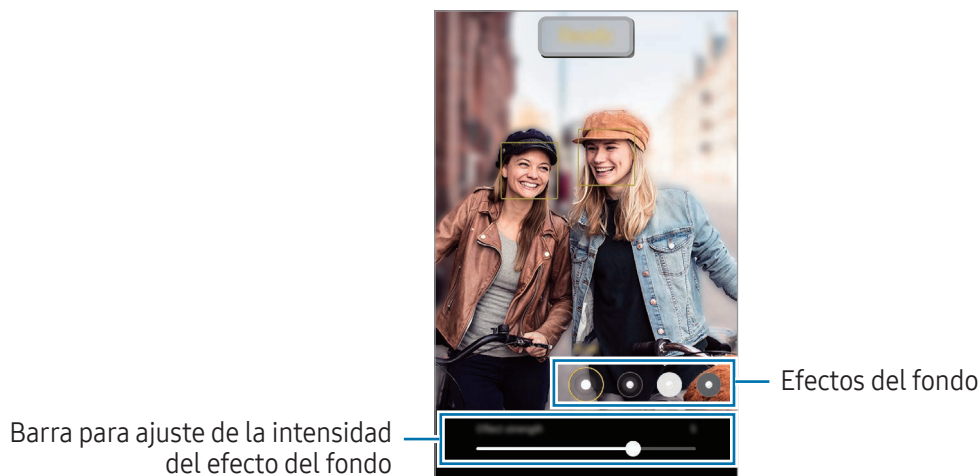 Efectos del fondo
Barra para ajuste de la intensidad
del efecto del fondo